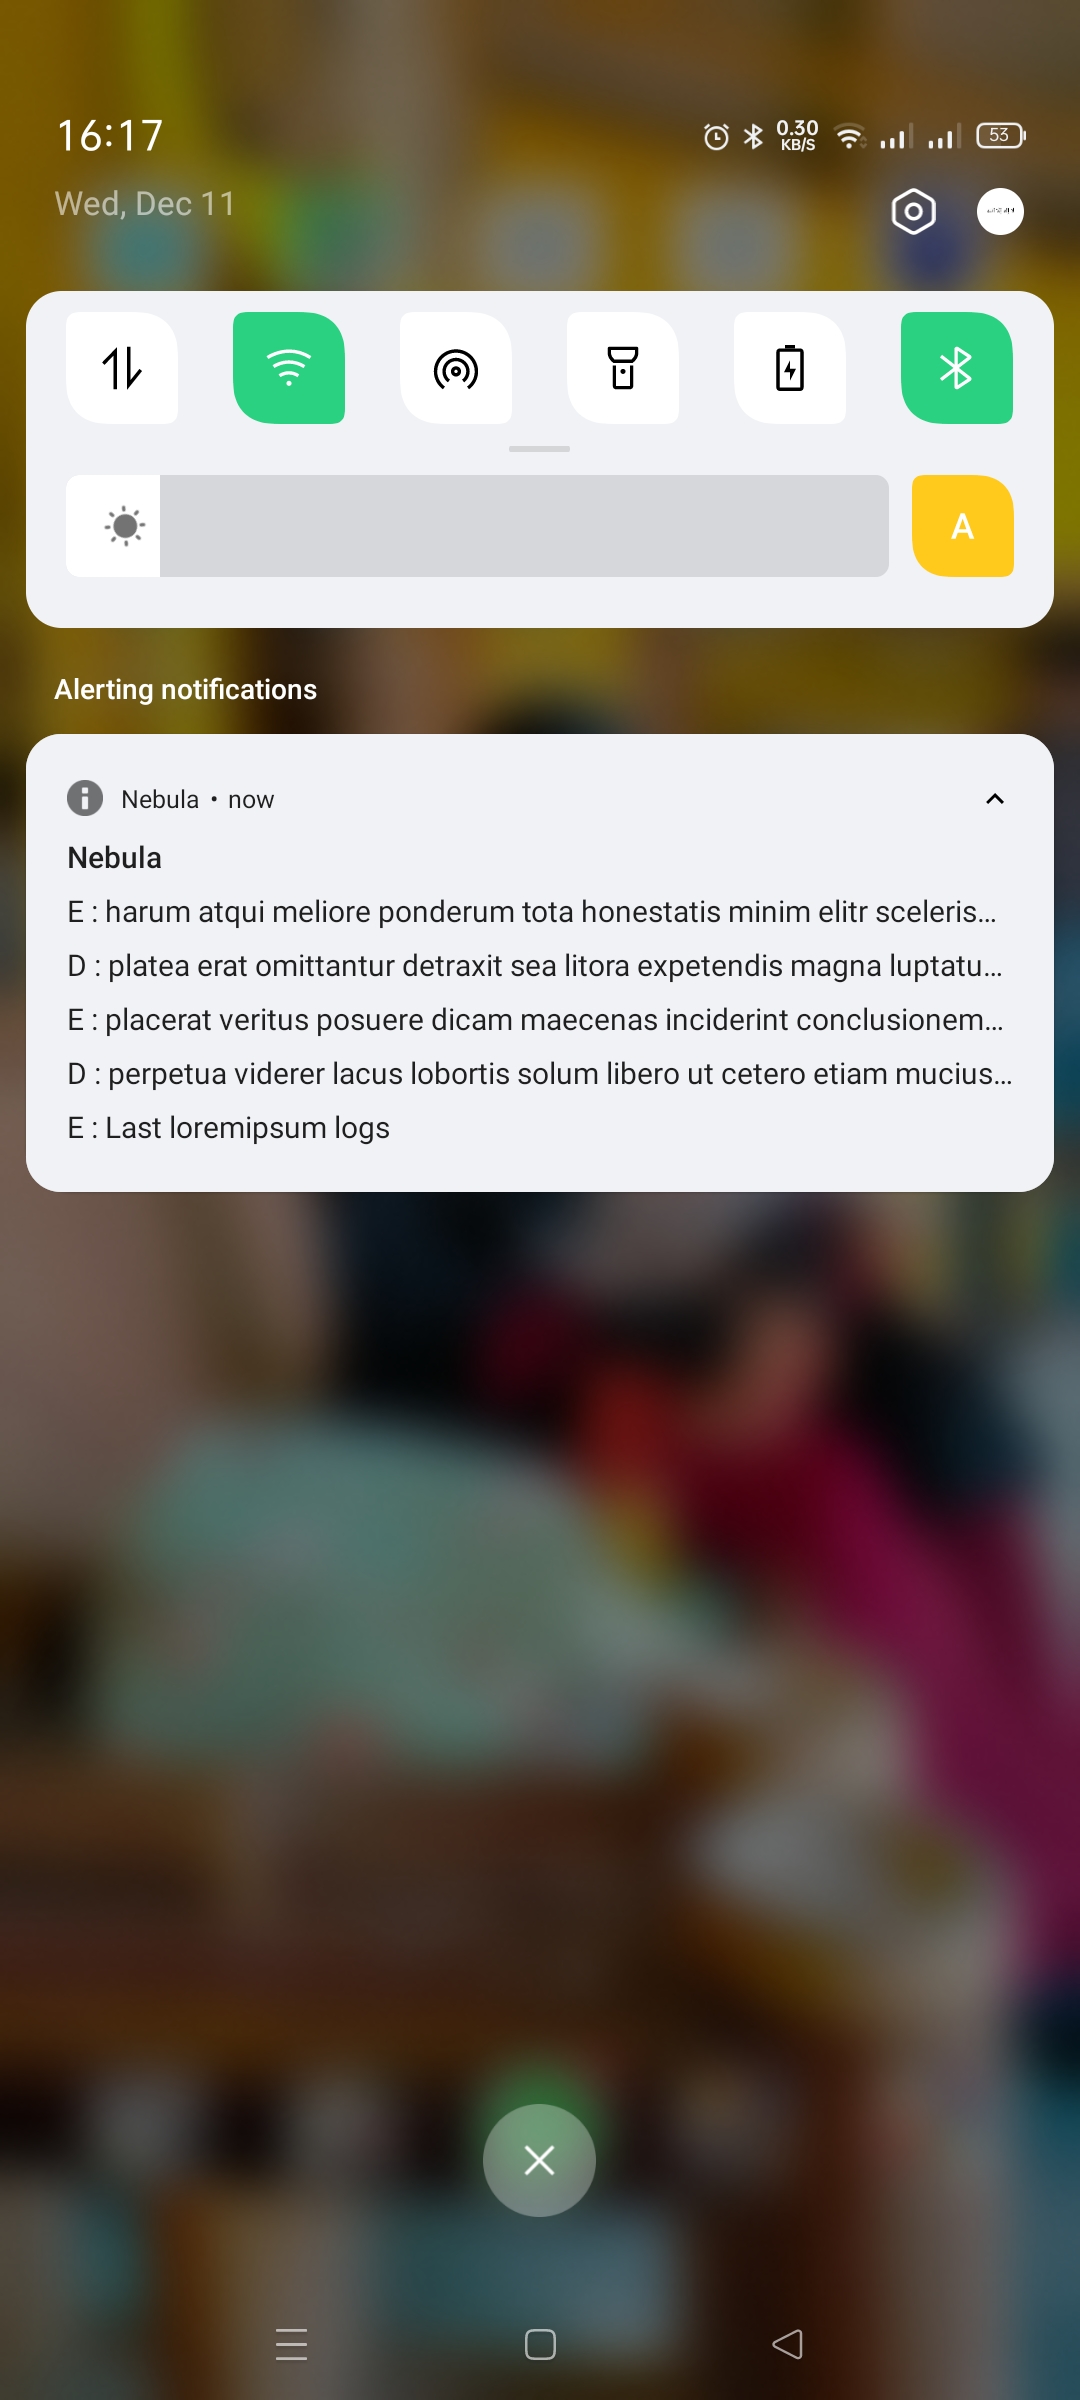 16:17
0.30
KB/S
53
Wed, Dec 11
A
Alerting notifications
Nebula • now
Nebula
E : harum atqui meliore ponderum tota honestatis minim elitr sceleris...
D : platea erat omittantur detraxit sea litora expetendis magna luptatu...
E : placerat veritus posuere dicam maecenas inciderint conclusionem...
D : perpetua viderer lacus lobortis solum libero ut cetero etiam mucius...
E : Last loremipsum logs